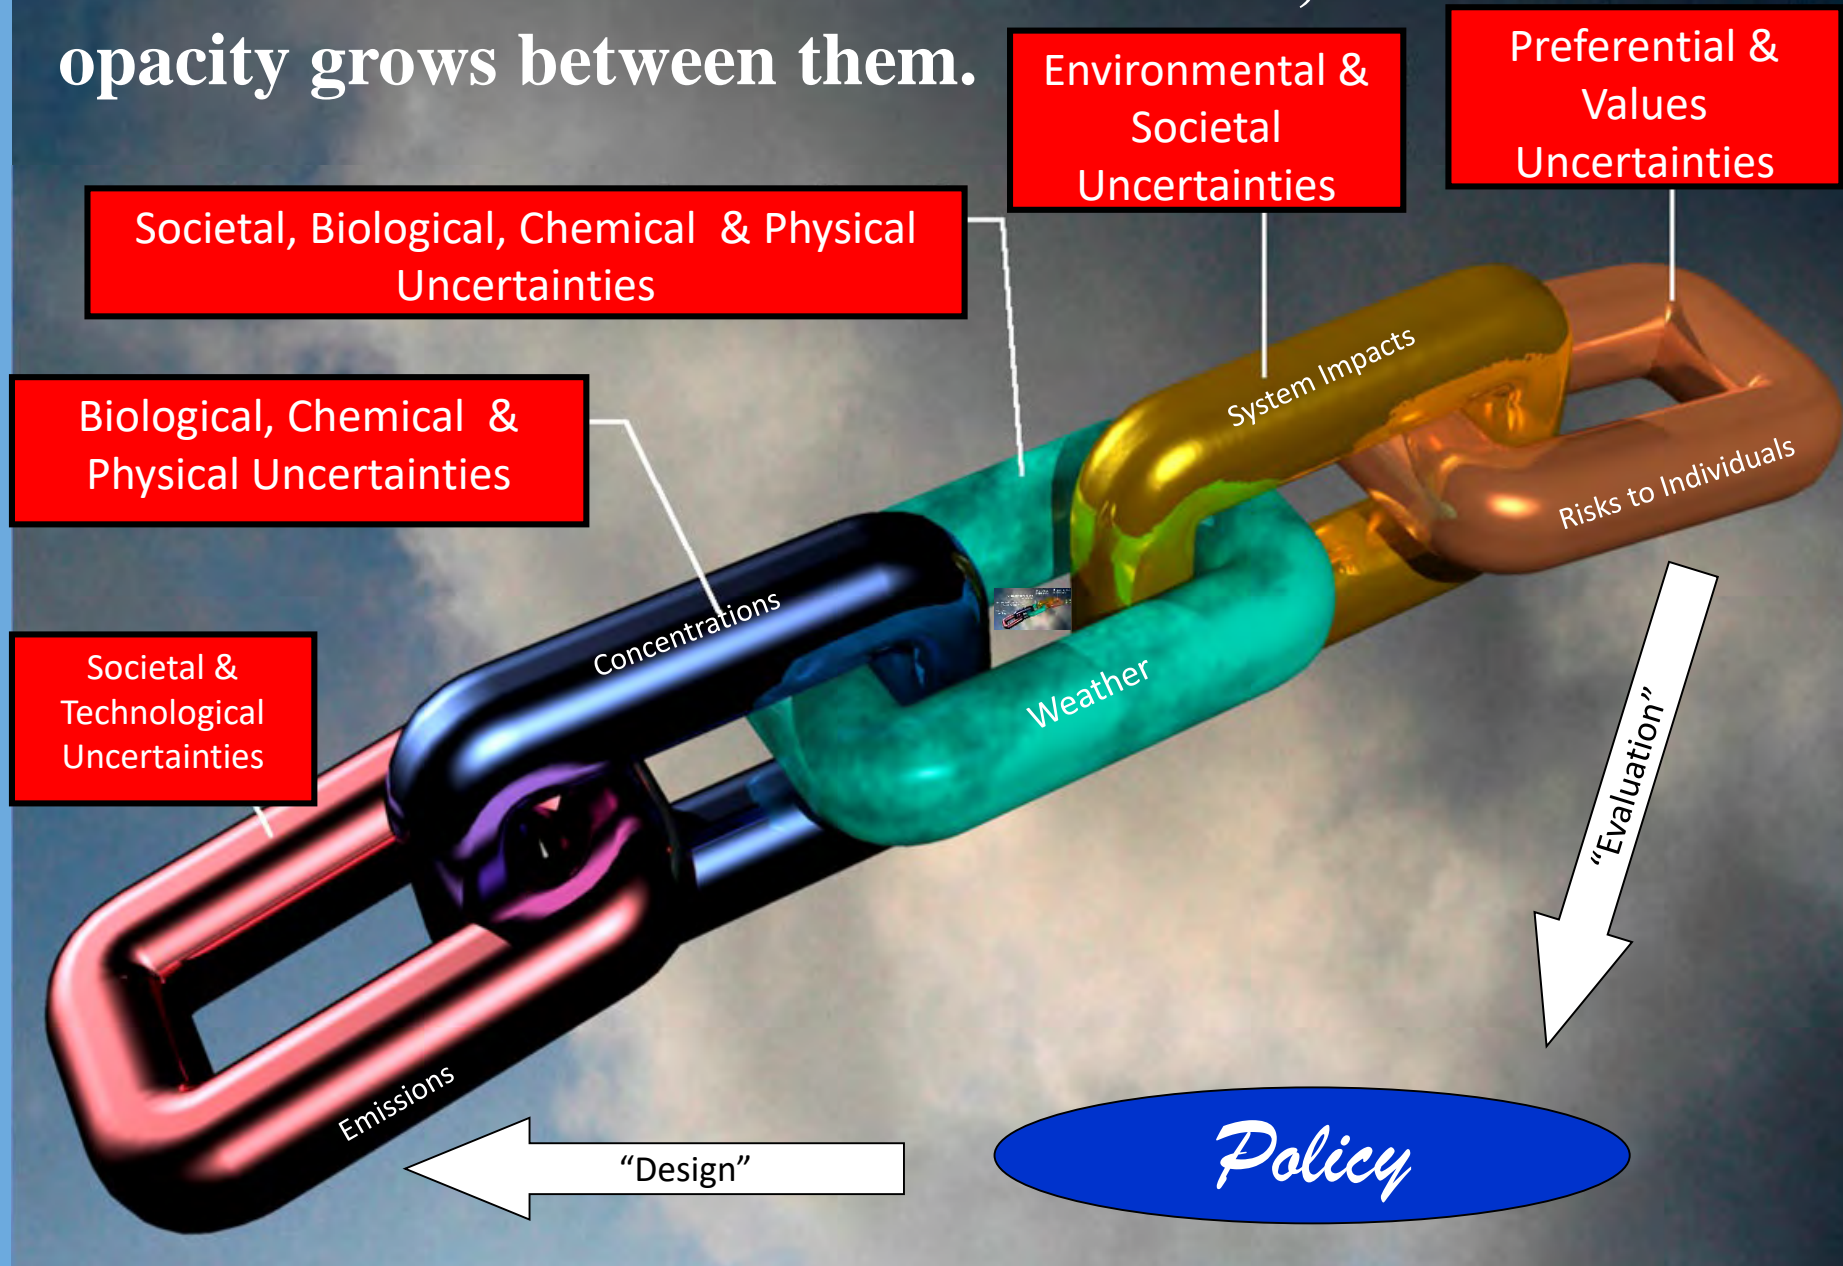 opacity grows between them.
Environmental &
Societal
Uncertainties
Preferential &
Values
Uncertainties
Societal, Biological, Chemical & Physical
Uncertainties
Biological, Chemical &
Physical Uncertainties
Societal &
Technological
Uncertainties
System Impacts
Risks to Individuals
Concentrations
Weather
Emissions
“Evaluation”
“Design”
Policy